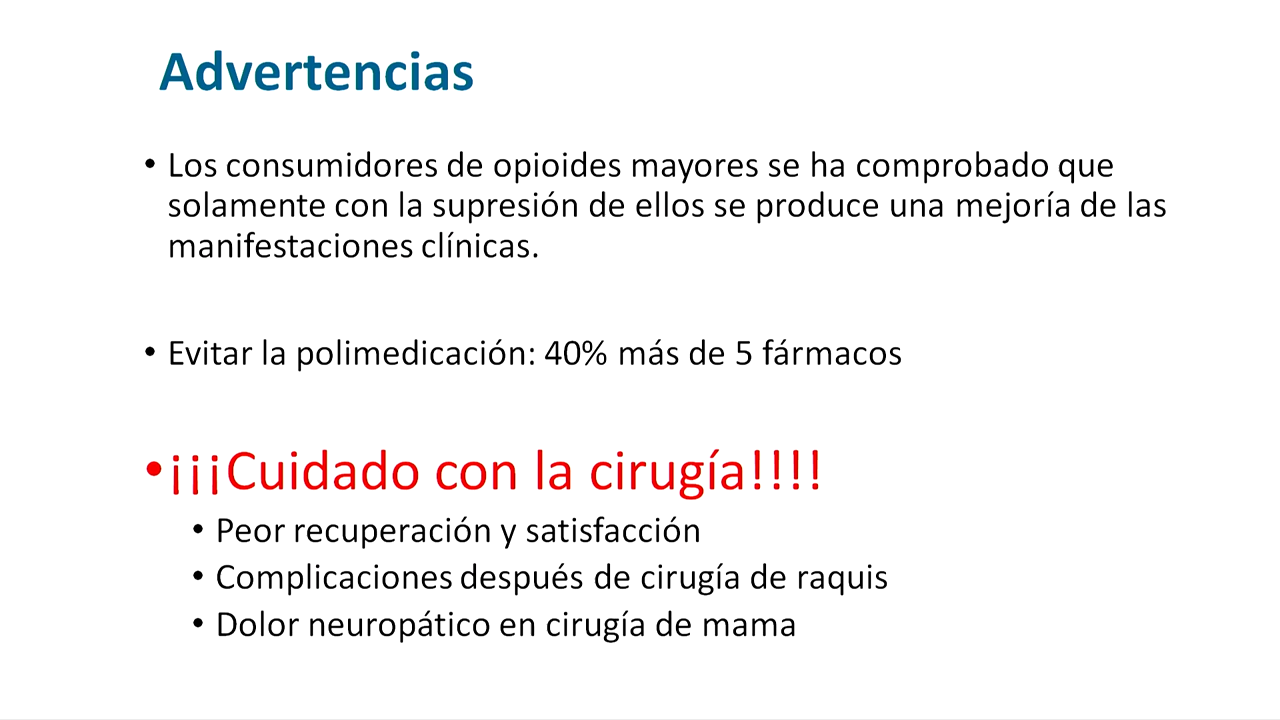 Advertencias
• Los consumidores de opioides mayores se ha comprobado que
solamente con la supresión de ellos se produce una mejoría de las
manifestaciones clínicas.
• Evitar la polimedicación: 40% más de 5 fármacos
•¡¡¡Cuidado con la cirugía!!!!
• Peor recuperación y satisfacción
• Complicaciones después de cirugía de raquis
• Dolor neuropático en cirugía de mama